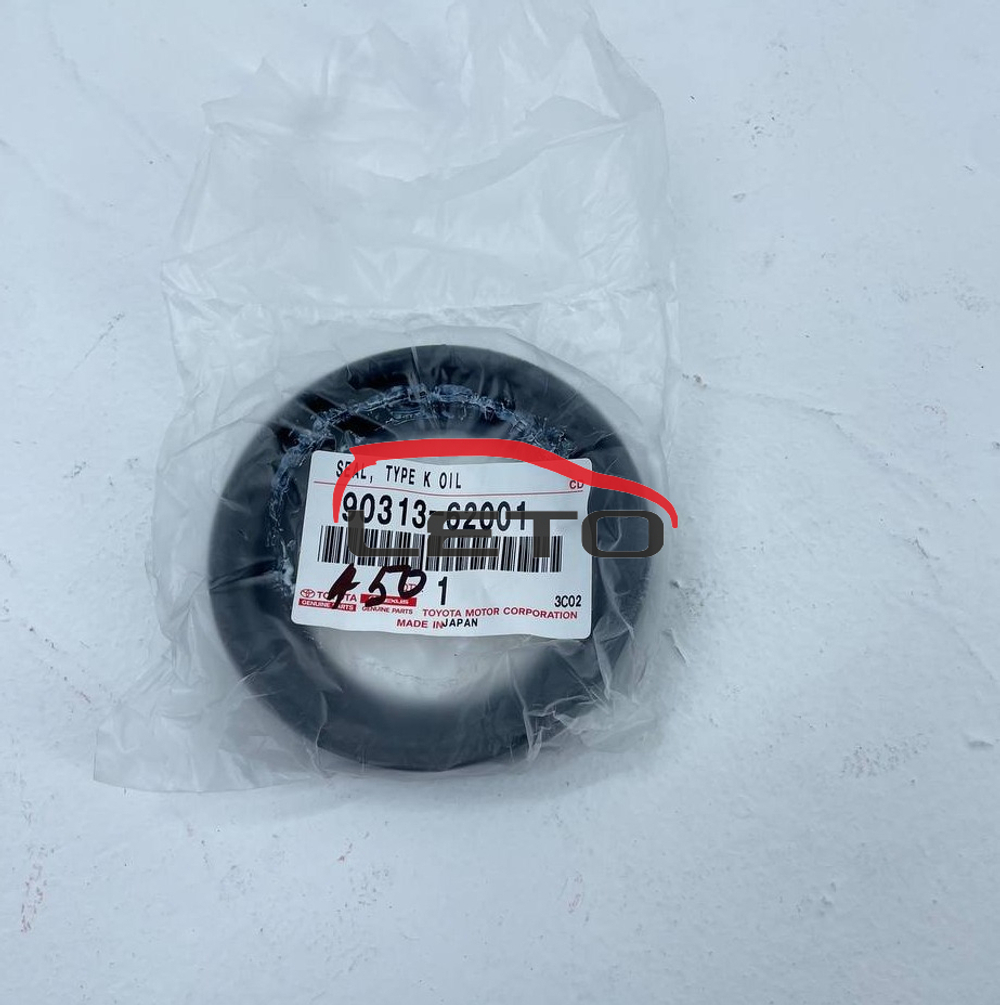 SEAL, TYPE K OIL
CD
90313-62001
LETO
A50 1
3C02
TOYOTA
GENUINE PARTS
GENUINE PARTS
TOYOTA MOTOR CORPORATION
MADE IN JAPAN